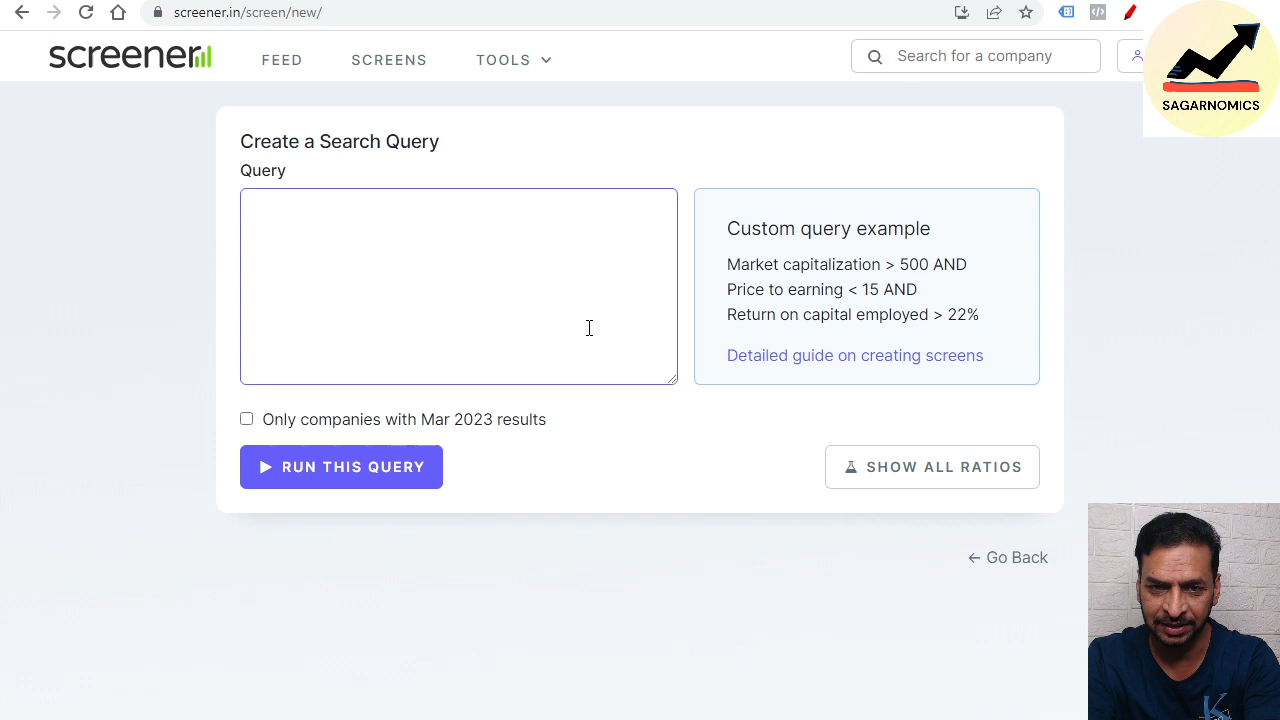 screener.in/screen/new/
screener
FEED
SCREENS
TOOLS
Search for a company
SAGARNOMICS
Create a Search Query
Query
Custom query example
Market capitalization > 500 AND
Price to earning < 15 AND
Return on capital employed > 22%
Detailed guide on creating screens
Only companies with Mar 2023 results
RUN THIS QUERY
SHOW ALL RATIOS
← Go Back